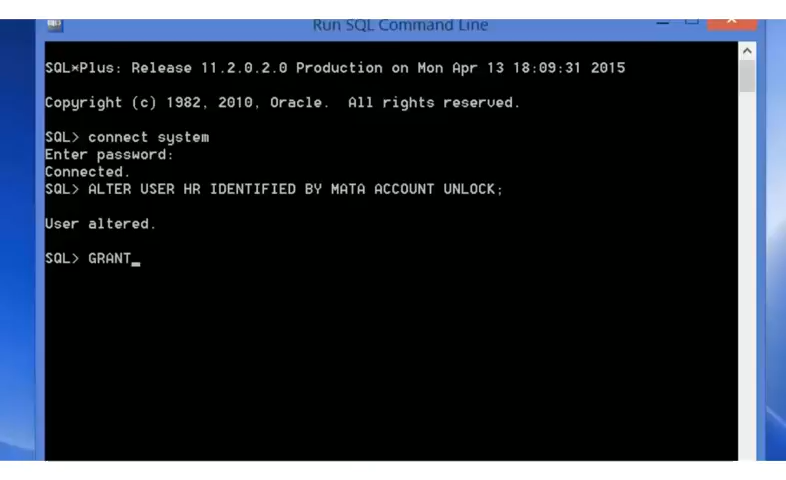 Run SQL Command Line
SQL*Plus: Release 11.2.0.2.0 Production on Mon Apr 13 18:09:31 2015
Copyright (c) 1982, 2010, Oracle.  All rights reserved.
SQL> connect system
Enter password:
Connected.
SQL> ALTER USER HR IDENTIFIED BY MATA ACCOUNT UNLOCK;
User altered.
SQL> GRANT_